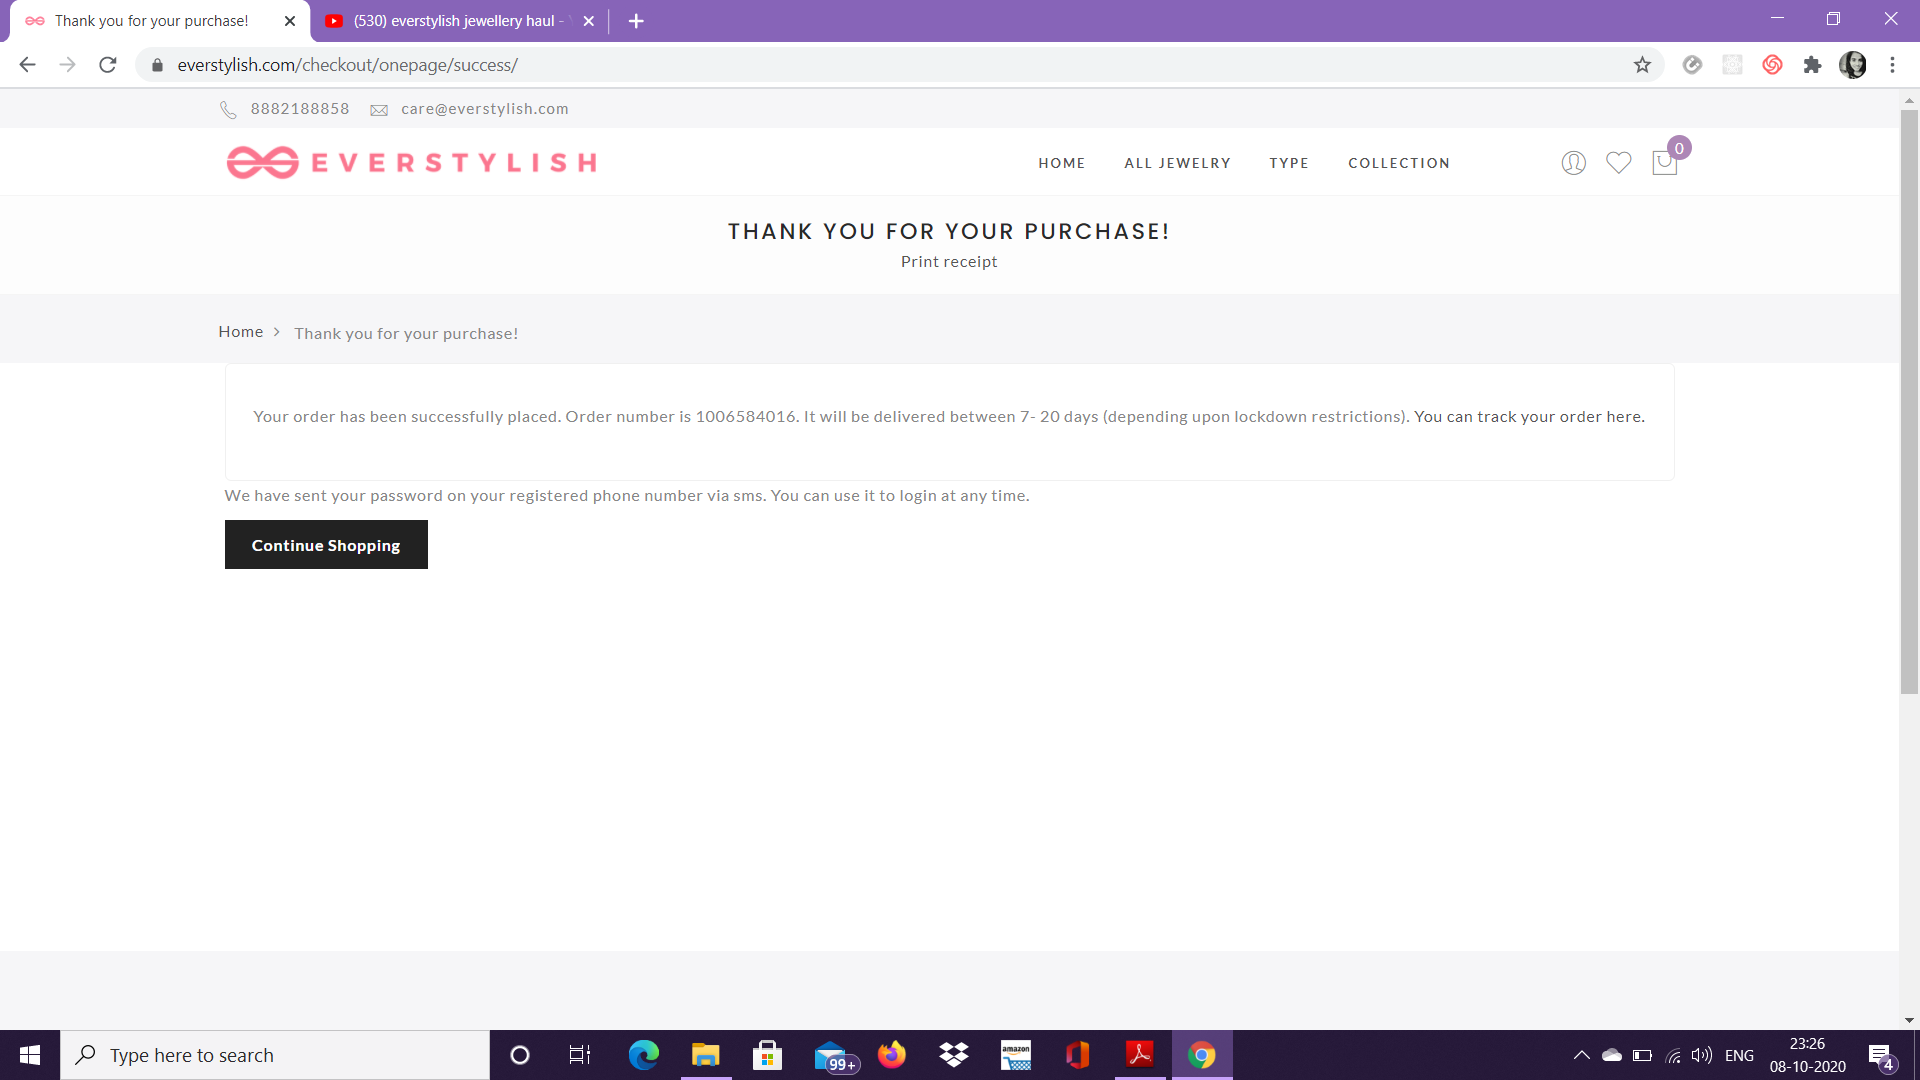 Thank you for your purchase!
(530) everstylish jewellery haul -
everstylish.com/checkout/onepage/success/
8882188858 care@everstylish.com
EVERSTYLISH
HOME ALL JEWELRY TYPE COLLECTION
0
THANK YOU FOR YOUR PURCHASE!
Print receipt
Home > Thank you for your purchase!
Your order has been successfully placed. Order number is 1006584016. It will be delivered between 7- 20 days (depending upon lockdown restrictions). You can track your order here.
We have sent your password on your registered phone number via sms. You can use it to login at any time.
Continue Shopping
Type here to search
99+
amazon
ENG
23:26
08-10-2020
4